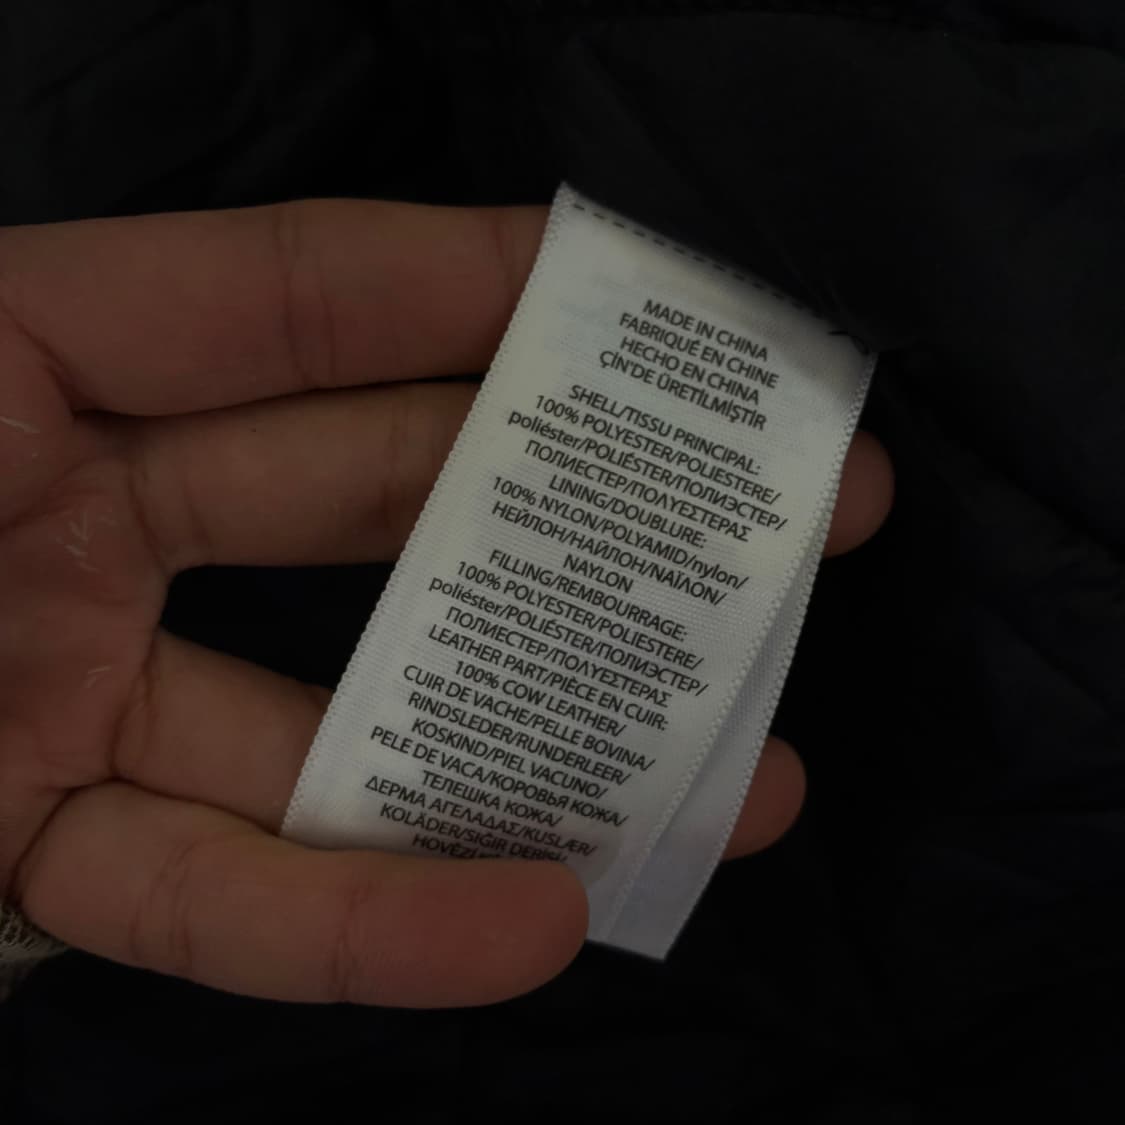 MADE IN CHINA
FABRIQUÉ EN CHINE
HECHO EN CHINA
ÇİN'DE ÜRETİLMİŞTİR
SHELL/TISSU PRINCIPAL:
100% POLYESTER/POLIESTERE/
poliéster/POLIÉSTER/ПОЛИЭСТЕР/
ПОЛИЕСТЕР/ΠΟΛΥΕΣΤΕΡΑΣ
LINING/DOUBLURE:
100% NYLON/POLYAMID/nylon/
НЕЙЛОН/НАЙЛОН/ΝΑΪΛΟΝ/
NAYLON
FILLING/REMBOURRAGE:
100% POLYESTER/POLIESTERE/
poliéster/POLIÉSTER/ПОЛИЭСТЕР/
ПОЛИЕСТЕР/ΠΟΛΥΕΣΤΕΡΑΣ
LEATHER PART/PIÈCE EN CUIR:
100% COW LEATHER/
CUIR DE VACHE/PELLE BOVINA/
RINDSLEDER/RUNDERLEER/
KOSKIND/PIEL VACUNO/
PELE DE VACA/КОРОВЬЯ КОЖА/
ТЕЛЕШКА КОЖА/
ΔΕΡΜΑ ΑΓΕΛΑΔΑΣ/KUSLÆR/
KOLÄDER/SIĞIR DERİSİ/
HOVĚZÍ